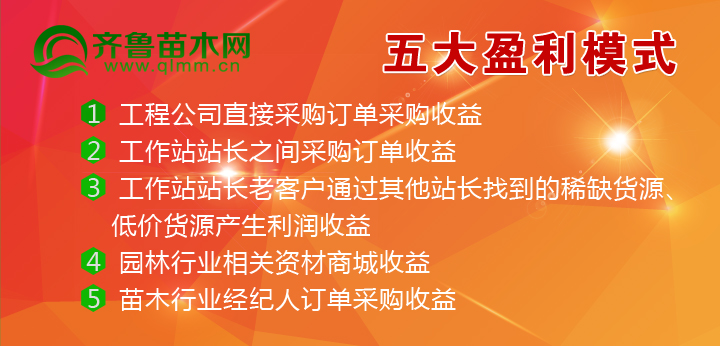 齐鲁苗木网
www.qlmm.cn
五大盈利模式
1 工程公司直接采购订单采购收益
2 工作站站长之间采购订单收益
3 工作站站长老客户通过其他站长找到的稀缺货源、
低价货源产生利润收益
4 园林行业相关资材商城收益
5 苗木行业经纪人订单采购收益